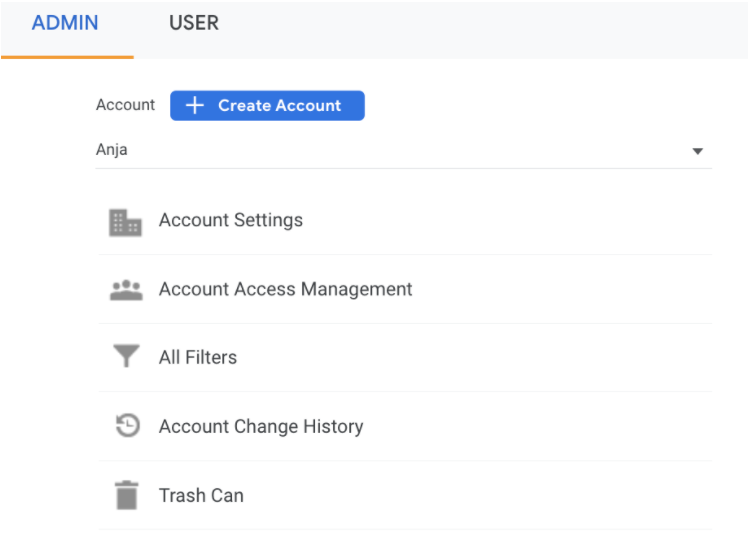 ADMIN USER
Account + Create Account
Anja
Account Settings
Account Access Management
All Filters
Account Change History
Trash Can